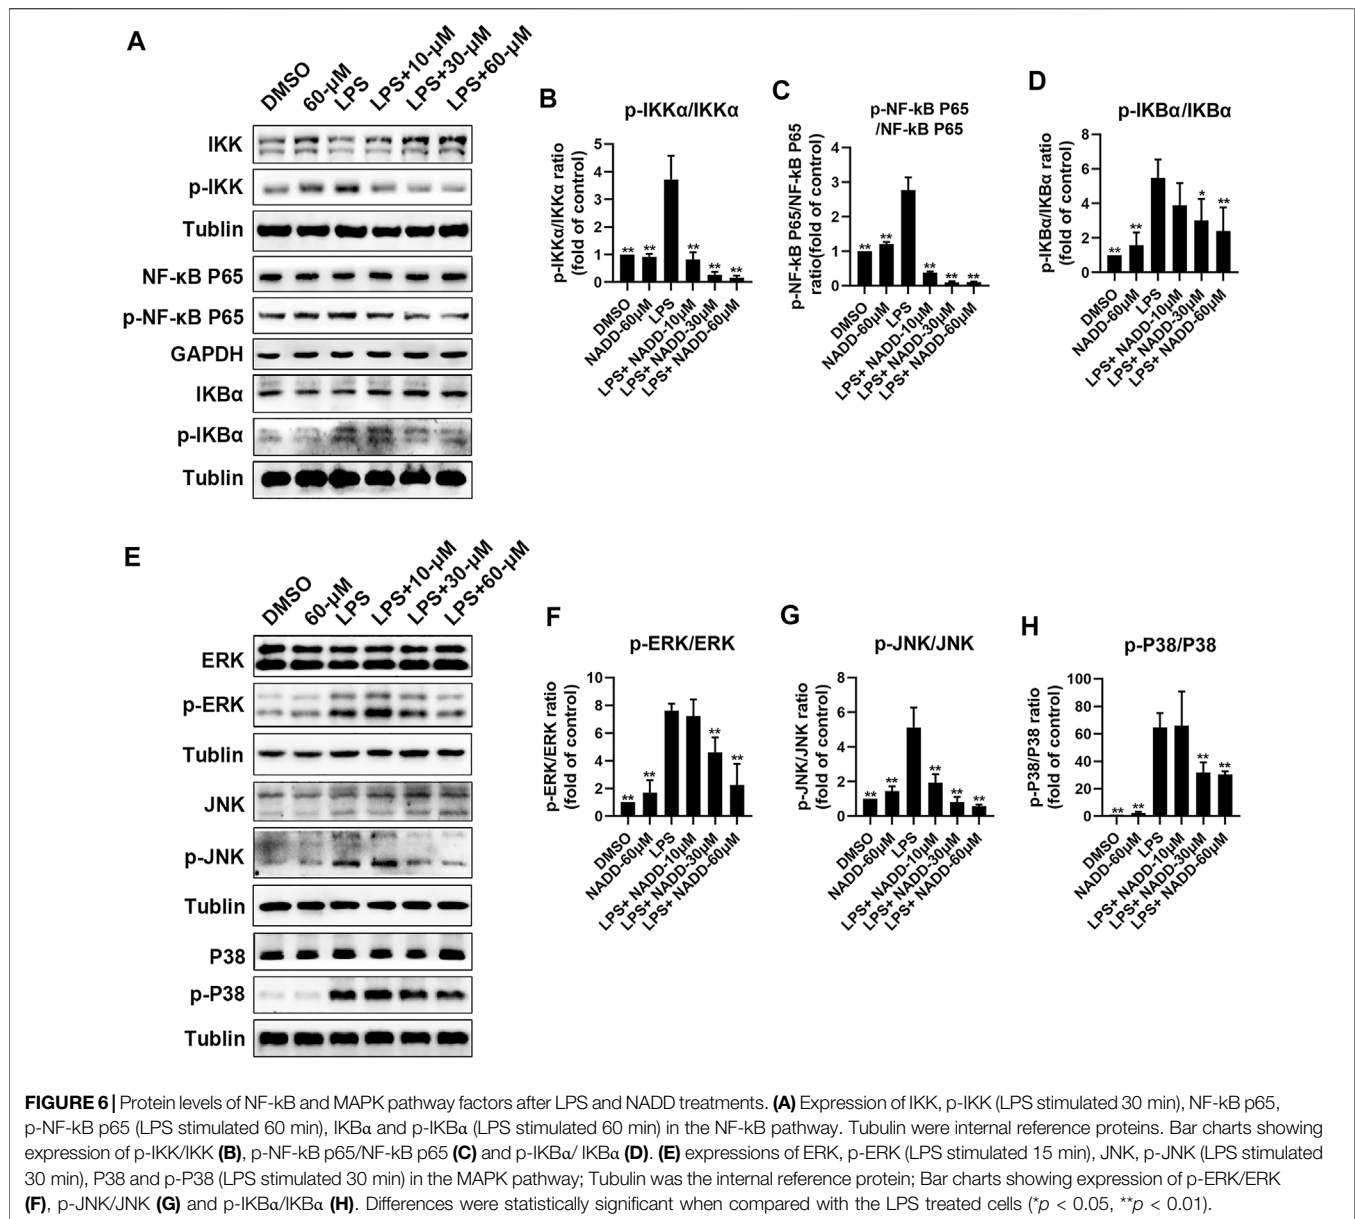 A
DMSO
60-μM
LPS
LPS+10-μM
LPS+30-μM
LPS+60-μM
IKK
p-IKK
Tublin
NF-κB P65
p-NF-κB P65
GAPDH
IKBα
p-IKBα
Tublin
B
p-IKKα/IKKα
p-IKKα/IKKα ratio
(fold of control)
5
4
3
2
1
0
** ** ** ** **
DMSO
NADD-60μM
LPS
LPS+ NADD-10μM
LPS+ NADD-30μM
LPS+ NADD-60μM
C
p-NF-kB P65
/NF-kB P65
p-NF-kB P65/NF-kB P65
ratio(fold of control)
4
3
2
1
0
** ** ** ** **
DMSO
NADD-60μM
LPS
LPS+ NADD-10μM
LPS+ NADD-30μM
LPS+ NADD-60μM
D
p-IKBα/IKBα
p-IKBα/IKBα ratio
(fold of control)
8
6
4
2
0
** ** * **
DMSO
NADD-60μM
LPS
LPS+ NADD-10μM
LPS+ NADD-30μM
LPS+ NADD-60μM
E
DMSO
60-μM
LPS
LPS+10-μM
LPS+30-μM
LPS+60-μM
ERK
p-ERK
Tublin
JNK
p-JNK
Tublin
P38
p-P38
Tublin
F
p-ERK/ERK
p-ERK/ERK ratio
(fold of control)
10
8
6
4
2
0
** ** ** **
DMSO
NADD-60μM
LPS
LPS+ NADD-10μM
LPS+ NADD-30μM
LPS+ NADD-60μM
G
p-JNK/JNK
p-JNK/JNK ratio
(fold of control)
8
6
4
2
0
** ** ** ** **
DMSO
NADD-60μM
LPS
LPS+ NADD-10μM
LPS+ NADD-30μM
LPS+ NADD-60μM
H
p-P38/P38
p-P38/P38 ratio
(fold of control)
100
80
60
40
20
0
** ** ** **
DMSO
NADD-60μM
LPS
LPS+ NADD-10μM
LPS+ NADD-30μM
LPS+ NADD-60μM
FIGURE 6 | Protein levels of NF-kB and MAPK pathway factors after LPS and NADD treatments. (A) Expression of IKK, p-IKK (LPS stimulated 30 min), NF-kB p65,
p-NF-kB p65 (LPS stimulated 60 min), IKBα and p-IKBα (LPS stimulated 60 min) in the NF-kB pathway. Tubulin were internal reference proteins. Bar charts showing
expression of p-IKK/IKK (B), p-NF-kB p65/NF-kB p65 (C) and p-IKBα/ IKBα (D). (E) expressions of ERK, p-ERK (LPS stimulated 15 min), JNK, p-JNK (LPS stimulated
30 min), P38 and p-P38 (LPS stimulated 30 min) in the MAPK pathway; Tubulin was the internal reference protein; Bar charts showing expression of p-ERK/ERK
(F), p-JNK/JNK (G) and p-IKBα/IKBα (H). Differences were statistically significant when compared with the LPS treated cells (*p < 0.05, **p < 0.01).